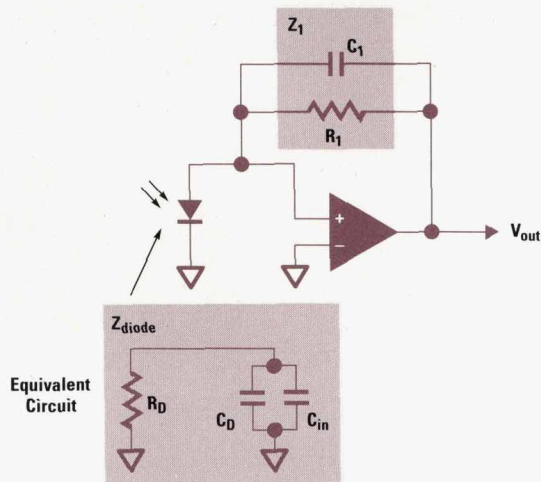 Z1
C1
R1
+
−
Vout
Zdiode
Equivalent
Circuit
RD
CD
Cin